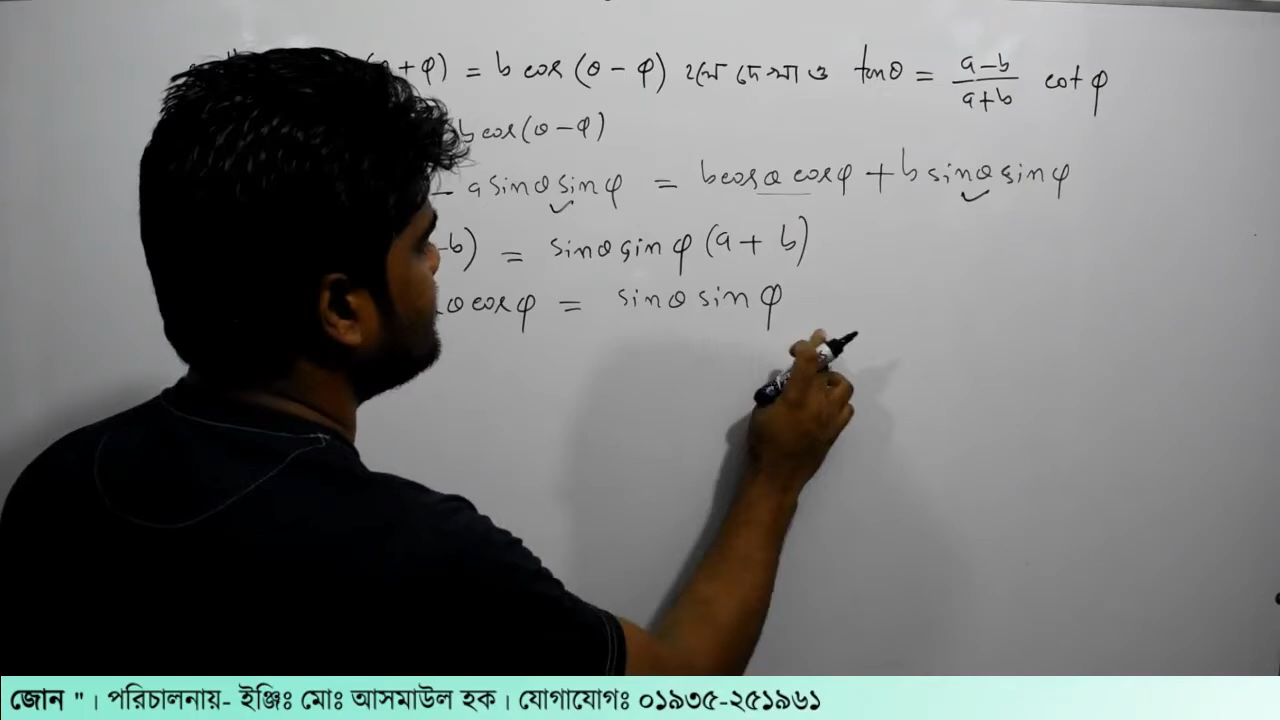 +φ) = b cos(θ-φ) হলে দেখাও tanθ = (a-b)/(a+b) cotφ
b cos(θ-φ)
- a sinθ sinφ = b cosθ cosφ + b sinθ sinφ
-b) = sinθ sinφ (a+b)
θ cosφ = sinθ sinφ
জোন "। পরিচালনায়- ইঞ্জিঃ মোঃ আসমাউল হক। যোগাযোগঃ ০১৯৩৫-২৫১৯৬১